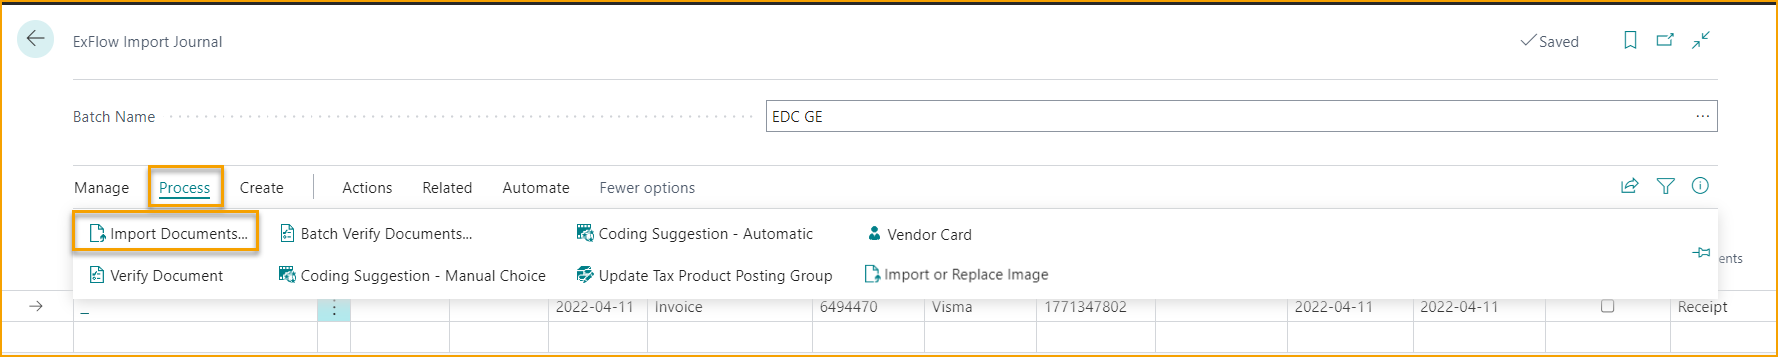 ExFlow Import Journal
Saved
Batch Name
EDC GE
...
Manage Process Create Actions Related Automate Fewer options
Import Documents... Batch Verify Documents... Coding Suggestion - Automatic Vendor Card
Verify Document Coding Suggestion - Manual Choice Update Tax Product Posting Group Import or Replace Image
ents
_ 2022-04-11 Invoice 6494470 Visma 1771347802 2022-04-11 2022-04-11 Receipt